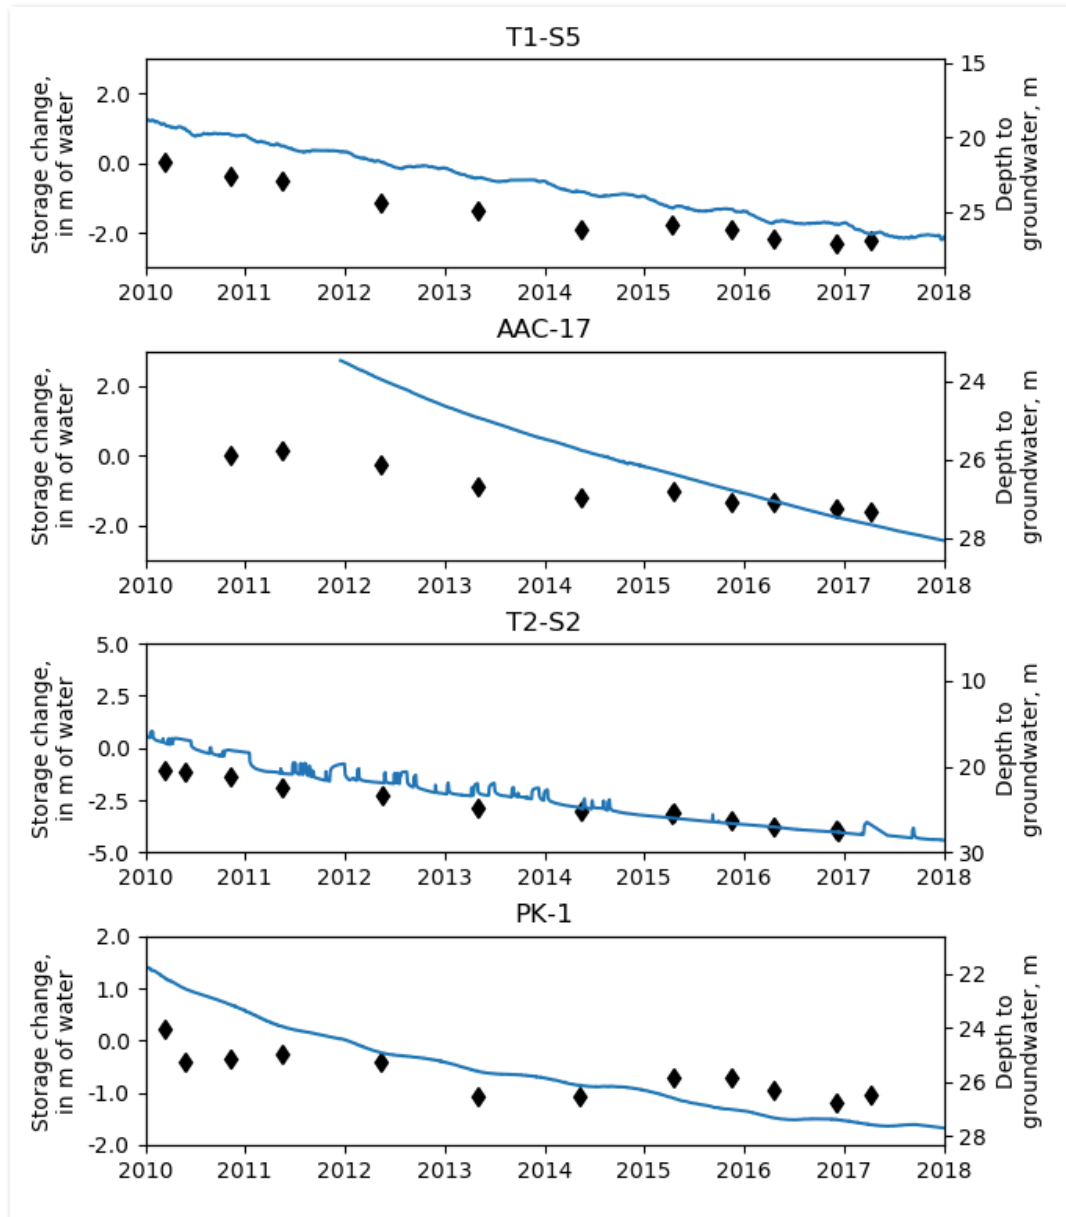 T1-S5
Storage change,
in m of water
2.0
0.0
-2.0
15
20
25
Depth to
groundwater, m
2010 2011 2012 2013 2014 2015 2016 2017 2018
AAC-17
Storage change,
in m of water
2.0
0.0
-2.0
24
26
28
Depth to
groundwater, m
2010 2011 2012 2013 2014 2015 2016 2017 2018
T2-S2
Storage change,
in m of water
5.0
2.5
0.0
-2.5
-5.0
10
20
30
Depth to
groundwater, m
2010 2011 2012 2013 2014 2015 2016 2017 2018
PK-1
Storage change,
in m of water
2.0
1.0
0.0
-1.0
-2.0
22
24
26
28
Depth to
groundwater, m
2010 2011 2012 2013 2014 2015 2016 2017 2018